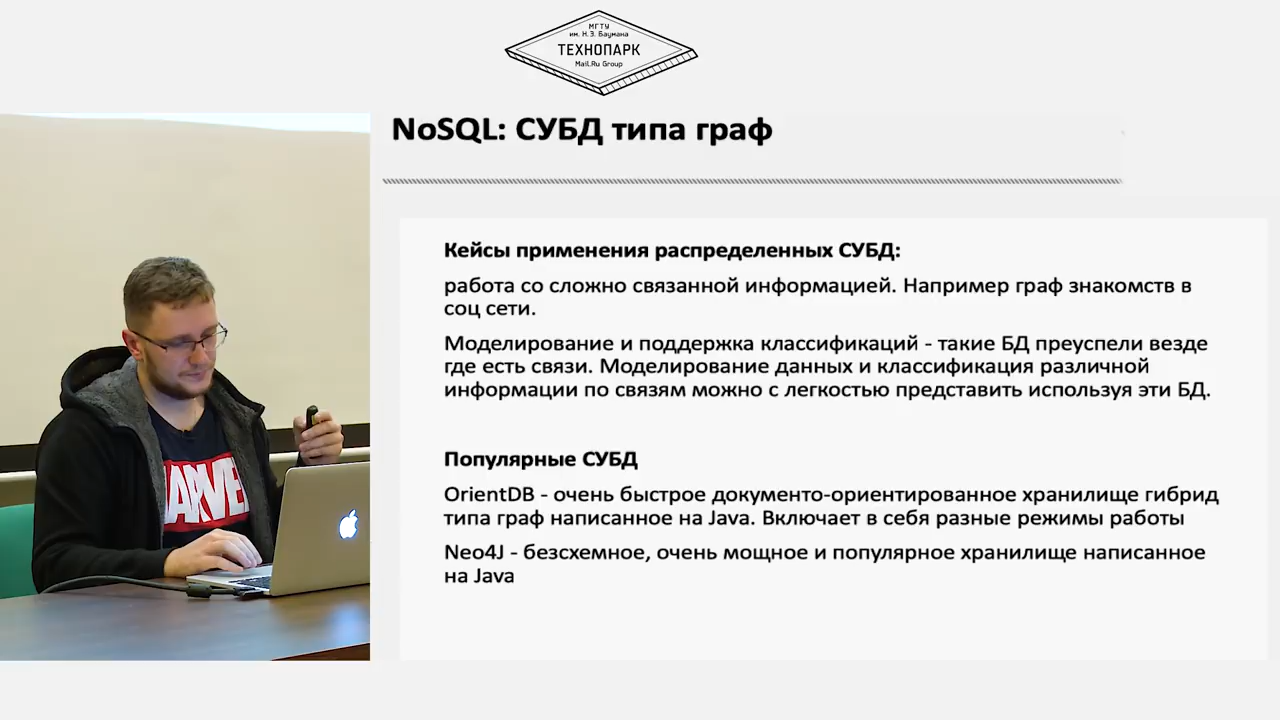 МГТУ
им. Н.Э. Баумана
ТЕХНОПАРК
Mail.Ru Group
NoSQL: СУБД типа граф
Кейсы применения распределенных СУБД:
работа со сложно связанной информацией. Например граф знакомств в
соц сети.
Моделирование и поддержка классификаций - такие БД преуспели везде
где есть связи. Моделирование данных и классификация различной
информации по связям можно с легкостью представить используя эти БД.
Популярные СУБД
OrientDB - очень быстрое документо-ориентированное хранилище гибрид
типа граф написанное на Java. Включает в себя разные режимы работы
Neo4J - безсхемное, очень мощное и популярное хранилище написанное
на Java
MARVEL